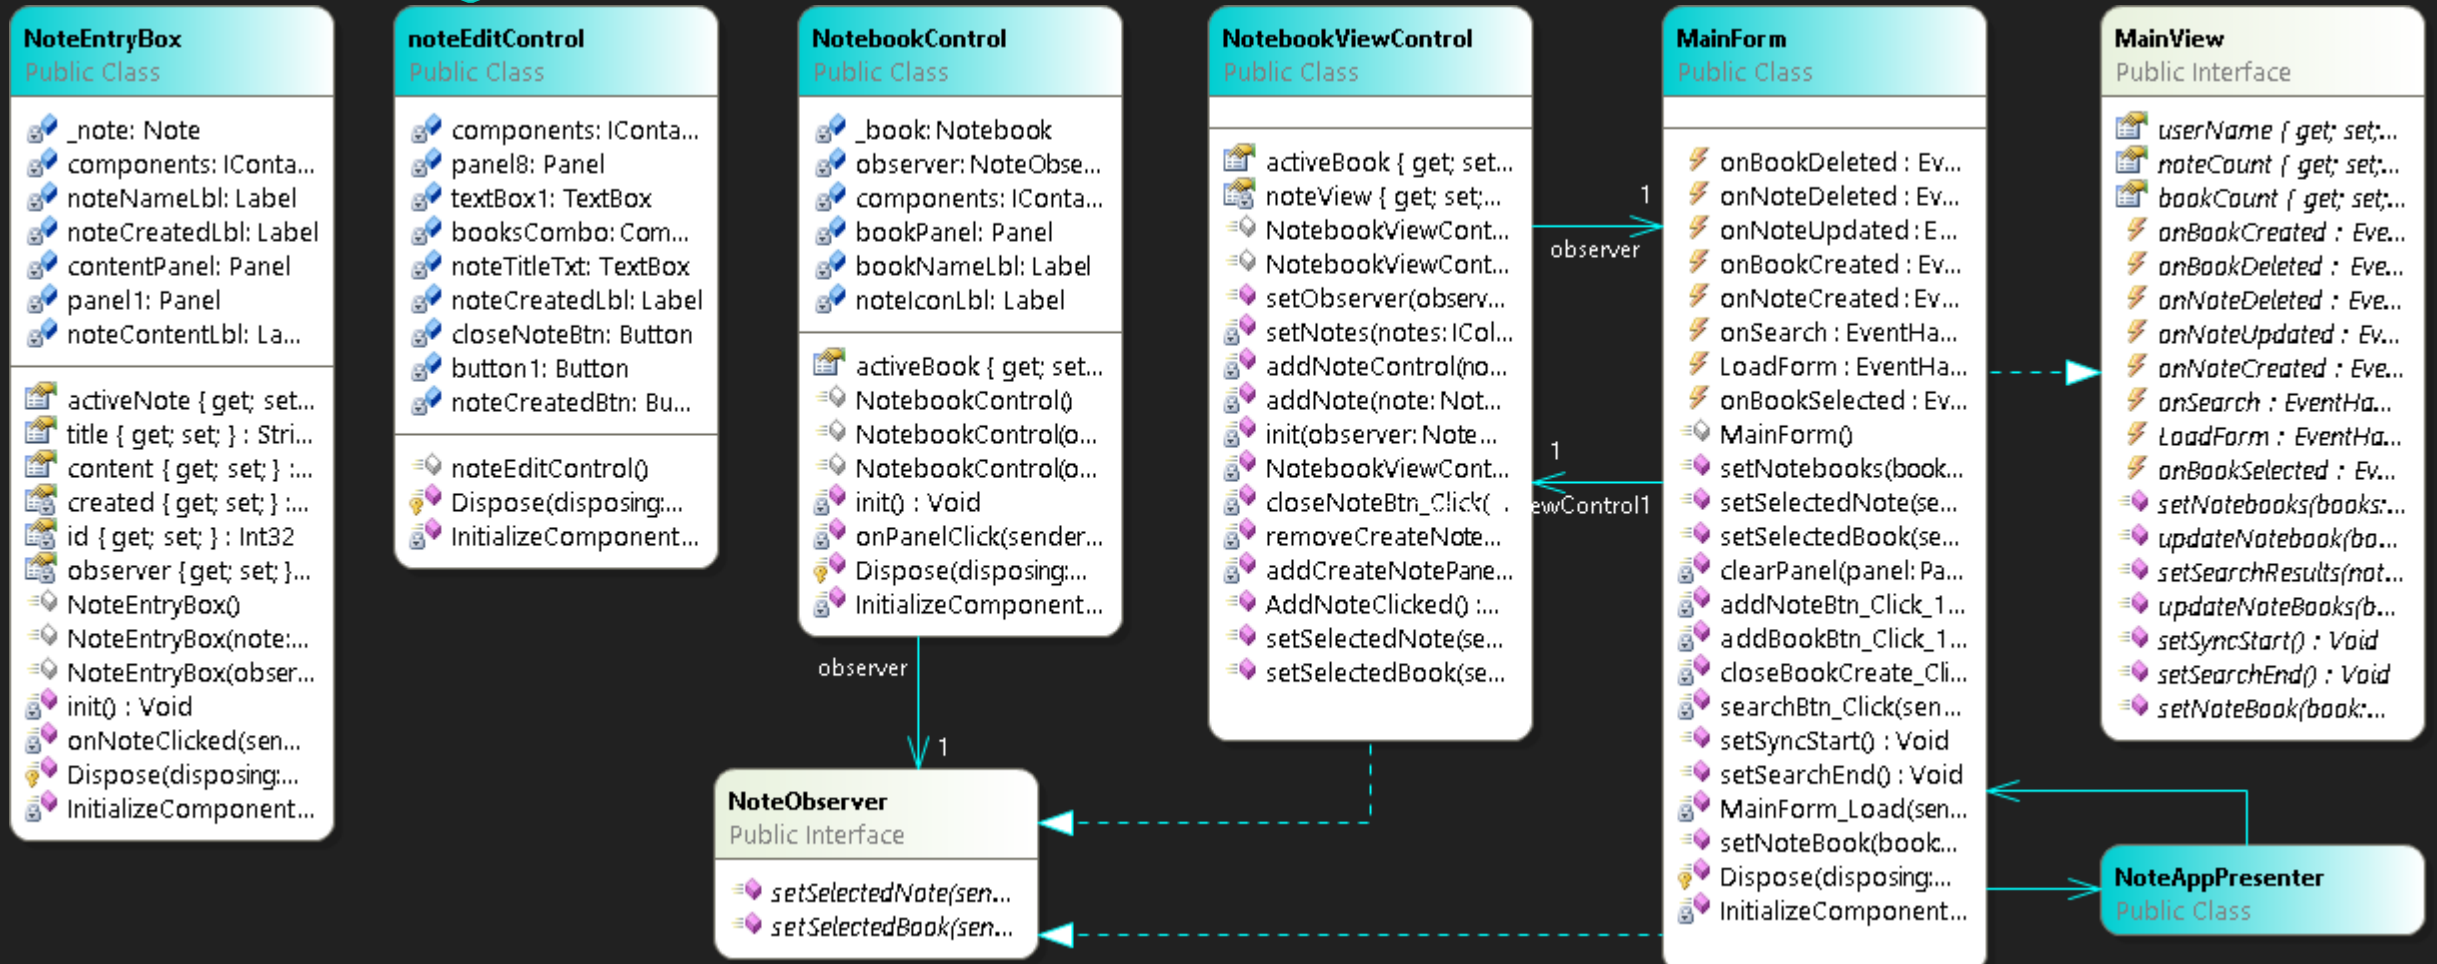 NoteEntryBox
Public Class
_note: Note
components: IConta...
noteNameLbl: Label
noteCreatedLbl: Label
contentPanel: Panel
panel1: Panel
noteContentLbl: La...
activeNote { get; set...
title { get; set; } : Stri...
content { get; set; } :...
created { get; set; } :...
id { get; set; } : Int32
observer { get; set; }...
NoteEntryBox()
NoteEntryBox(note:...
NoteEntryBox(obser...
init() : Void
onNoteClicked(sen...
Dispose(disposing:...
InitializeComponent...
noteEditControl
Public Class
components: IConta...
panel8: Panel
textBox1: TextBox
booksCombo: Com...
noteTitleTxt: TextBox
noteCreatedLbl: Label
closeNoteBtn: Button
button1: Button
noteCreatedBtn: Bu...
noteEditControl()
Dispose(disposing:...
InitializeComponent...
NotebookControl
Public Class
_book: Notebook
observer: NoteObse...
components: IConta...
bookPanel: Panel
bookNameLbl: Label
noteIconLbl: Label
activeBook { get; set...
NotebookControl()
NotebookControl(o...
NotebookControl(o...
init() : Void
onPanelClick(sender...
Dispose(disposing:...
InitializeComponent...
observer
1
NoteObserver
Public Interface
setSelectedNote(sen...
setSelectedBook(sen...
NotebookViewControl
Public Class
activeBook { get; set...
noteView { get; set;...
NotebookViewCont...
NotebookViewCont...
setObserver(observ...
setNotes(notes: ICol...
addNoteControl(no...
addNote(note: Not...
init(observer: Note...
NotebookViewCont...
closeNoteBtn_Click(...
removeCreateNote...
addCreateNotePane...
AddNoteClicked() :...
setSelectedNote(se...
setSelectedBook(se...
1
observer
1
ewControl1
MainForm
Public Class
onBookDeleted : Ev...
onNoteDeleted : Ev...
onNoteUpdated : E...
onBookCreated : Ev...
onNoteCreated : Ev...
onSearch : EventHa...
LoadForm : EventHa...
onBookSelected : Ev...
MainForm()
setNotebooks(book...
setSelectedNote(se...
setSelectedBook(se...
clearPanel(panel: Pa...
addNoteBtn_Click_1...
addBookBtn_Click_1...
closeBookCreate_Cli...
searchBtn_Click(sen...
setSyncStart() : Void
setSearchEnd() : Void
MainForm_Load(sen...
setNoteBook(book:...
Dispose(disposing:...
InitializeComponent...
MainView
Public Interface
userName { get; set;...
noteCount { get; set;...
bookCount { get; set;...
onBookCreated : Eve...
onBookDeleted : Eve...
onNoteDeleted : Eve...
onNoteUpdated : Ev...
onNoteCreated : Eve...
onSearch : EventHa...
LoadForm : EventHa...
onBookSelected : Ev...
setNotebooks(books:...
updateNotebook(bo...
setSearchResults(not...
updateNoteBooks(b...
setSyncStart() : Void
setSearchEnd() : Void
setNoteBook(book:...
NoteAppPresenter
Public Class